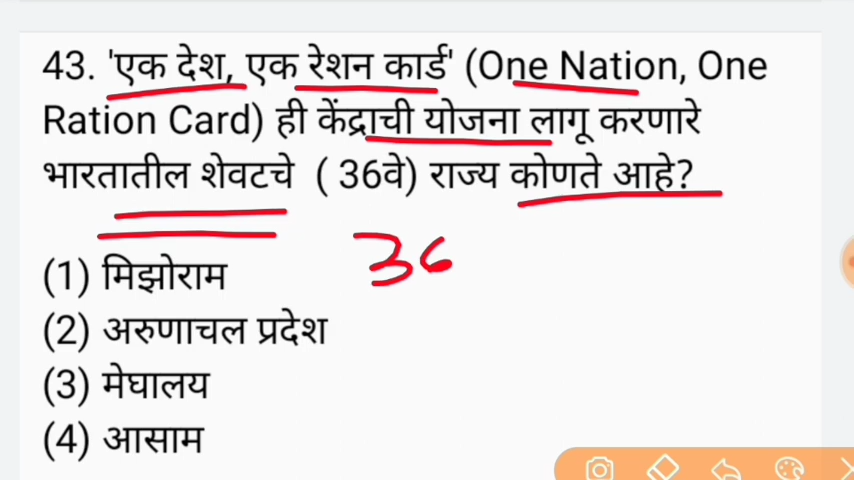 43. 'एक देश, एक रेशन कार्ड' (One Nation, One
Ration Card) ही केंद्राची योजना लागू करणारे
भारतातील शेवटचे ( 36वे) राज्य कोणते आहे?
36
(1) मिझोराम
(2) अरुणाचल प्रदेश
(3) मेघालय
(4) आसाम